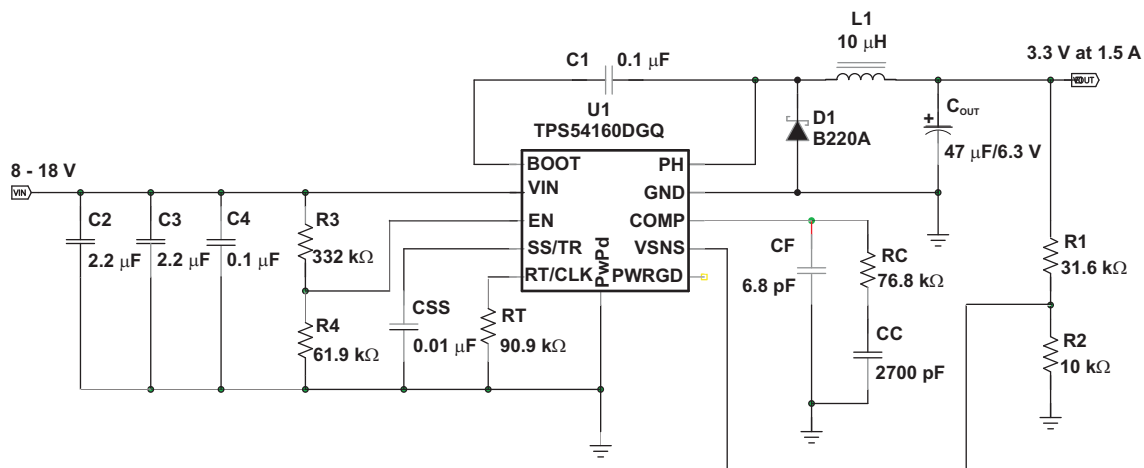 L1
10 μH
3.3 V at 1.5 A
C1
0.1 μF
U1
TPS54160DGQ
D1
B220A
COUT
47 μF/6.3 V
8 - 18 V
VIN
BOOT
VIN
EN
SS/TR
RT/CLK
PwPd
PH
GND
COMP
VSNS
PWRGD
C2
2.2 μF
C3
2.2 μF
C4
0.1 μF
R3
332 kΩ
R4
61.9 kΩ
CSS
0.01 μF
RT
90.9 kΩ
CF
6.8 pF
RC
76.8 kΩ
CC
2700 pF
R1
31.6 kΩ
R2
10 kΩ
+